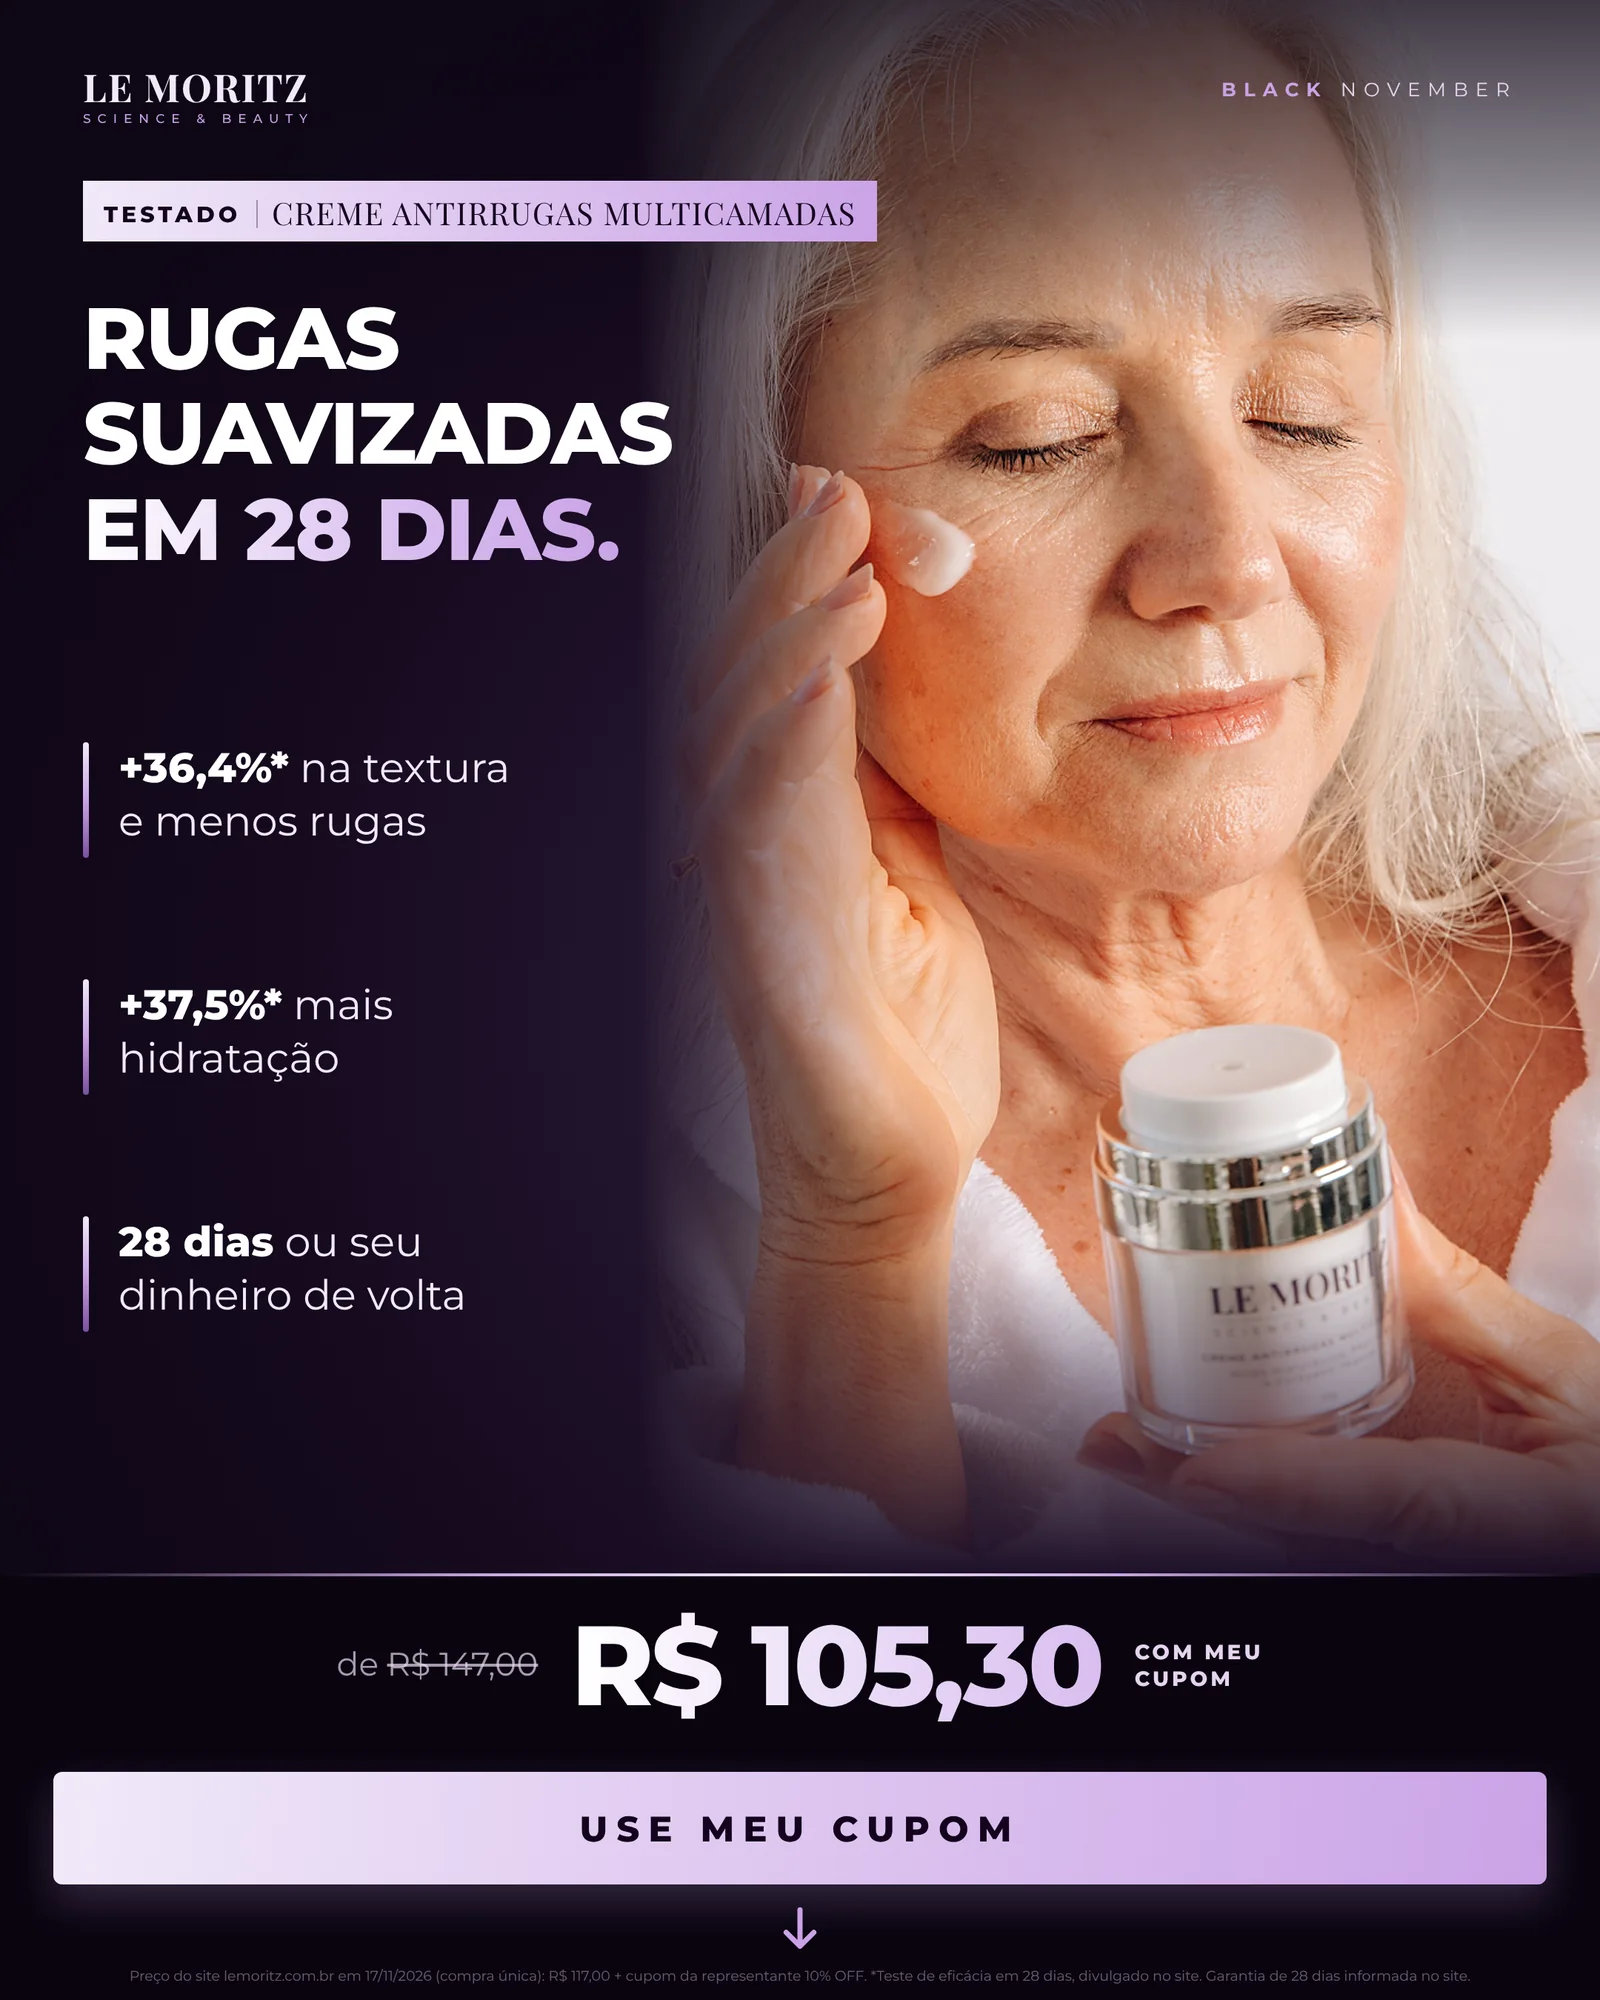 LE MORITZ
SCIENCE & BEAUTY
BLACK NOVEMBER
TESTADO | CREME ANTIRRUGAS MULTICAMADAS
RUGAS
SUAVIZADAS
EM 28 DIAS.
+36,4%* na textura
e menos rugas
+37,5%* mais
hidratação
28 dias ou seu
dinheiro de volta
LE MORITZ
SCIENCE & 
CREME ANTIRRUGAS
de R$ 147,00
R$ 105,30
COM MEU
CUPOM
USE MEU CUPOM
Preço do site lemoritz.com.br em 17/11/2026 (compra única): R$ 117,00 + cupom da representante 10% OFF. *Teste de eficácia em 28 dias, divulgado no site. Garantia de 28 dias informada no site.